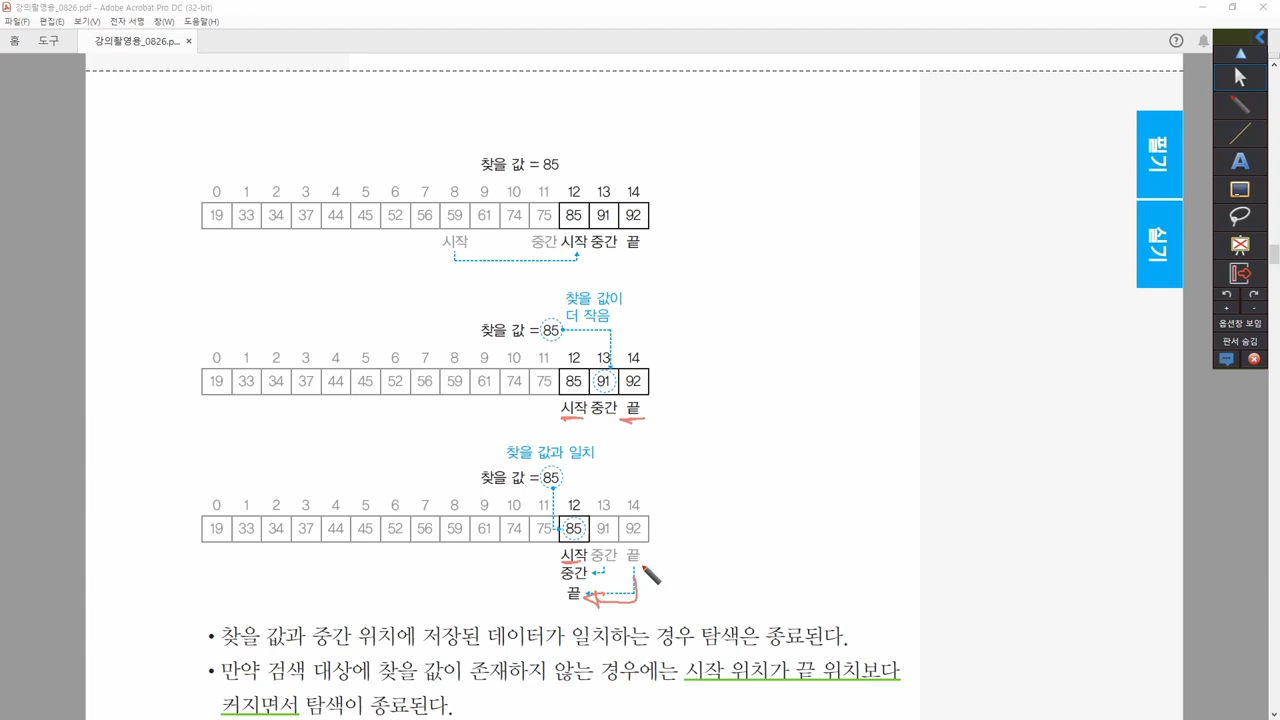 강의촬영용_0826.pdf - Adobe Acrobat Pro DC (32-bit)
파일(F) 편집(E) 보기(V) 전자 서명 창(W) 도움말(H)
홈 도구 강의촬영용_0826.p... ×
필기
실기
찾을 값 = 85
0 1 2 3 4 5 6 7 8 9 10 11 12 13 14
19 33 34 37 44 45 52 56 59 61 74 75 85 91 92
시작 중간 시작 중간 끝
찾을 값이
더 작음
찾을 값 = 85
0 1 2 3 4 5 6 7 8 9 10 11 12 13 14
19 33 34 37 44 45 52 56 59 61 74 75 85 91 92
시작 중간 끝
찾을 값과 일치
찾을 값 = 85
0 1 2 3 4 5 6 7 8 9 10 11 12 13 14
19 33 34 37 44 45 52 56 59 61 74 75 85 91 92
시작 중간 끝
중간
끝
• 찾을 값과 중간 위치에 저장된 데이터가 일치하는 경우 탐색은 종료된다.
• 만약 검색 대상에 찾을 값이 존재하지 않는 경우에는 시작 위치가 끝 위치보다
커지면서 탐색이 종료된다.
A
+ -
옵션창 보임
판서 숨김